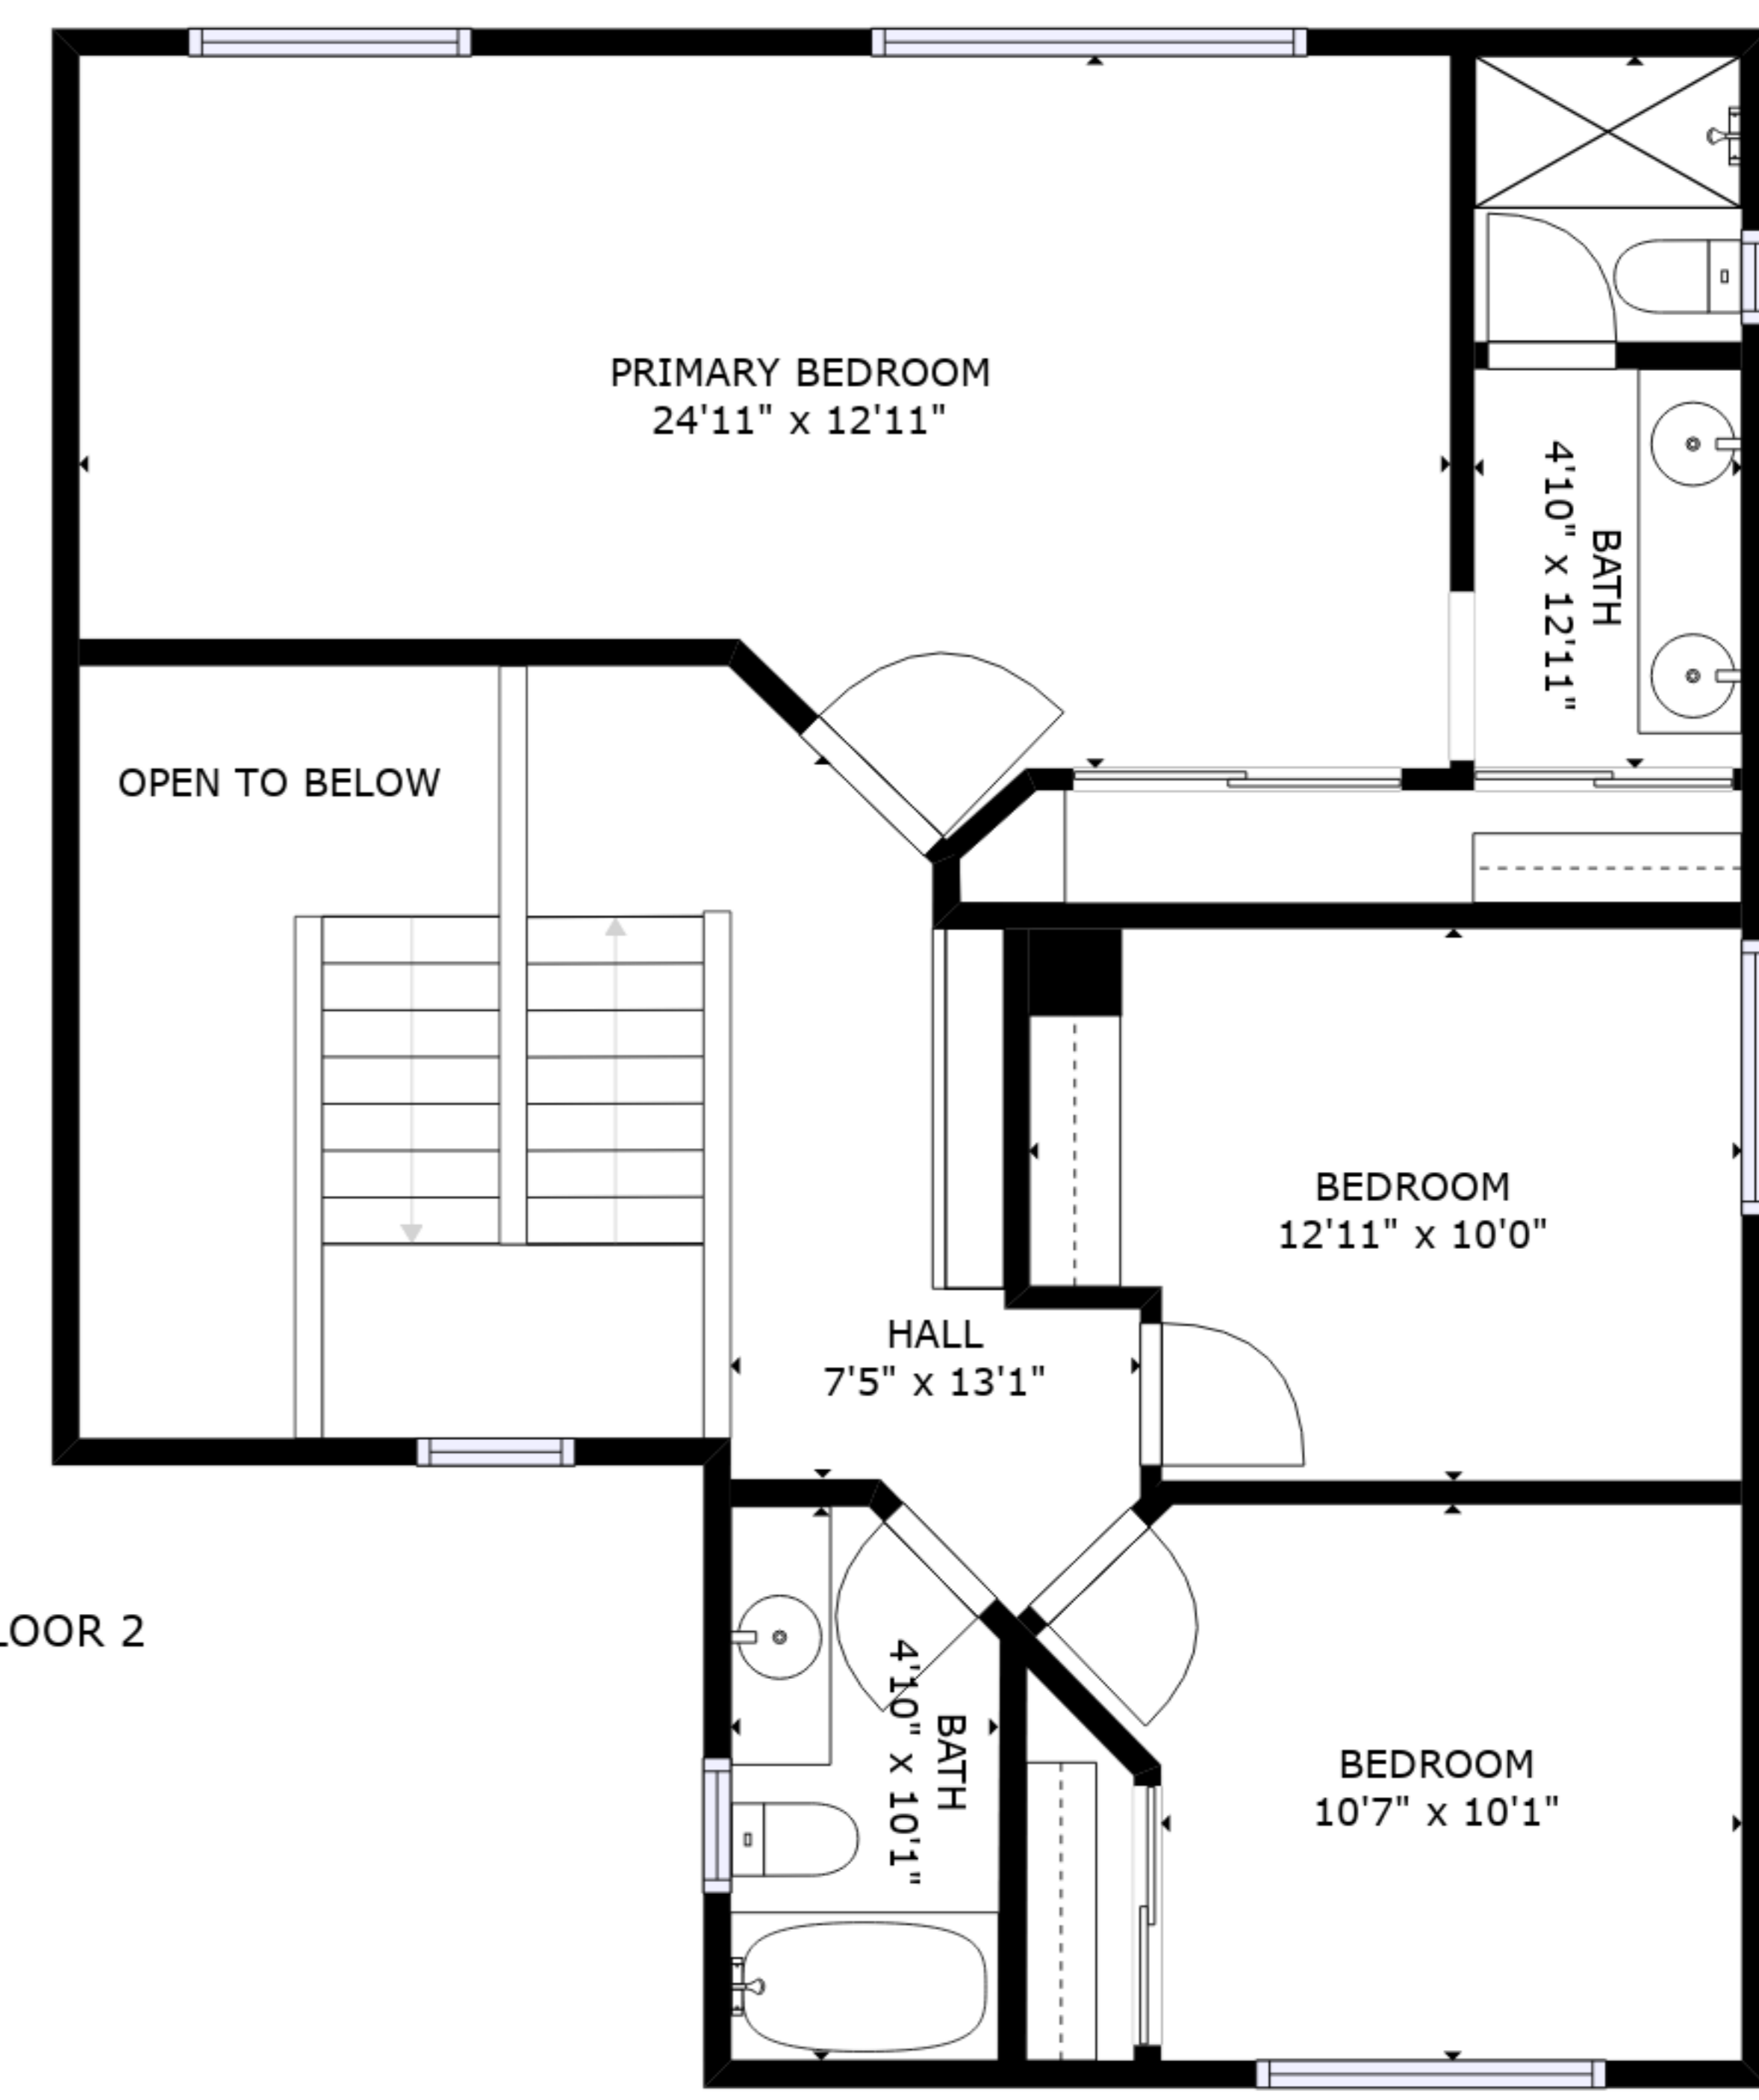 PRIMARY BEDROOM
24'11" x 12'11"
BATH
4'10" x 12'11"
OPEN TO BELOW
BEDROOM
12'11" x 10'0"
HALL
7'5" x 13'1"
LOOR 2
BATH
4'10" x 10'1"
BEDROOM
10'7" x 10'1"